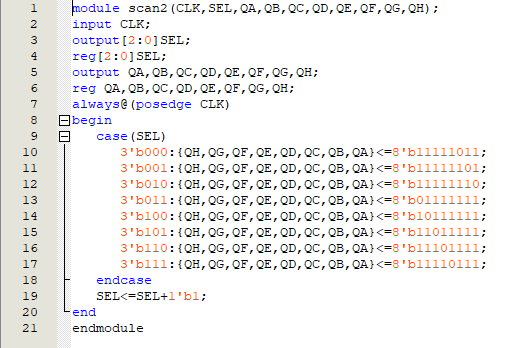 1 module scan2(CLK,SEL,QA,QB,QC,QD,QE,QF,QG,QH);
2 input CLK;
3 output[2:0]SEL;
4 reg[2:0]SEL;
5 output QA,QB,QC,QD,QE,QF,QG,QH;
6 reg QA,QB,QC,QD,QE,QF,QG,QH;
7 always@(posedge CLK)
8 begin
9 case(SEL)
10 3'b000:{QH,QG,QF,QE,QD,QC,QB,QA}<=8'b11111011;
11 3'b001:{QH,QG,QF,QE,QD,QC,QB,QA}<=8'b11111101;
12 3'b010:{QH,QG,QF,QE,QD,QC,QB,QA}<=8'b11111110;
13 3'b011:{QH,QG,QF,QE,QD,QC,QB,QA}<=8'b01111111;
14 3'b100:{QH,QG,QF,QE,QD,QC,QB,QA}<=8'b10111111;
15 3'b101:{QH,QG,QF,QE,QD,QC,QB,QA}<=8'b11011111;
16 3'b110:{QH,QG,QF,QE,QD,QC,QB,QA}<=8'b11101111;
17 3'b111:{QH,QG,QF,QE,QD,QC,QB,QA}<=8'b11110111;
18 endcase
19 SEL<=SEL+1'b1;
20 end
21 endmodule